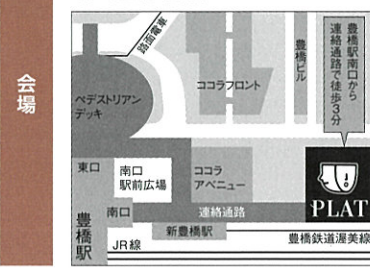 会場
路面電車
ペデストリアン
デッキ
ココラフロント
豊橋ビル
豊橋駅南口から
連絡通路で徒歩3分
東口
南口
駅前広場
ココラ
アベニュー
PLAT
南口
連絡通路
豊橋駅
新豊橋駅
JR線
豊橋鉄道渥美線